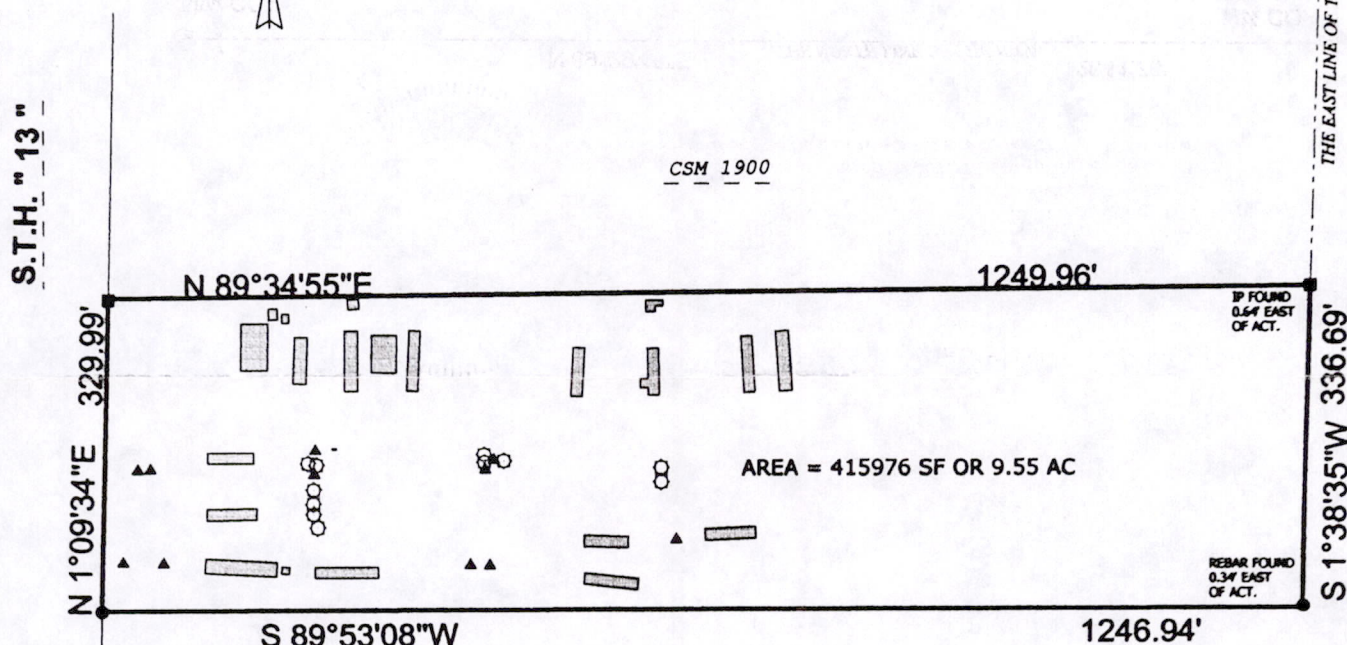 S.T.H. " 13 "
THE EAST LINE OF
CSM 1900
N 89°34'55"E
1249.96'
IP FOUND
0.64' EAST
OF ACT.
N 1°09'34"E 329.99'
S 1°38'35"W 336.69'
AREA = 415976 SF OR 9.55 AC
REBAR FOUND
0.34' EAST
OF ACT.
S 89°53'08"W
1246.94'